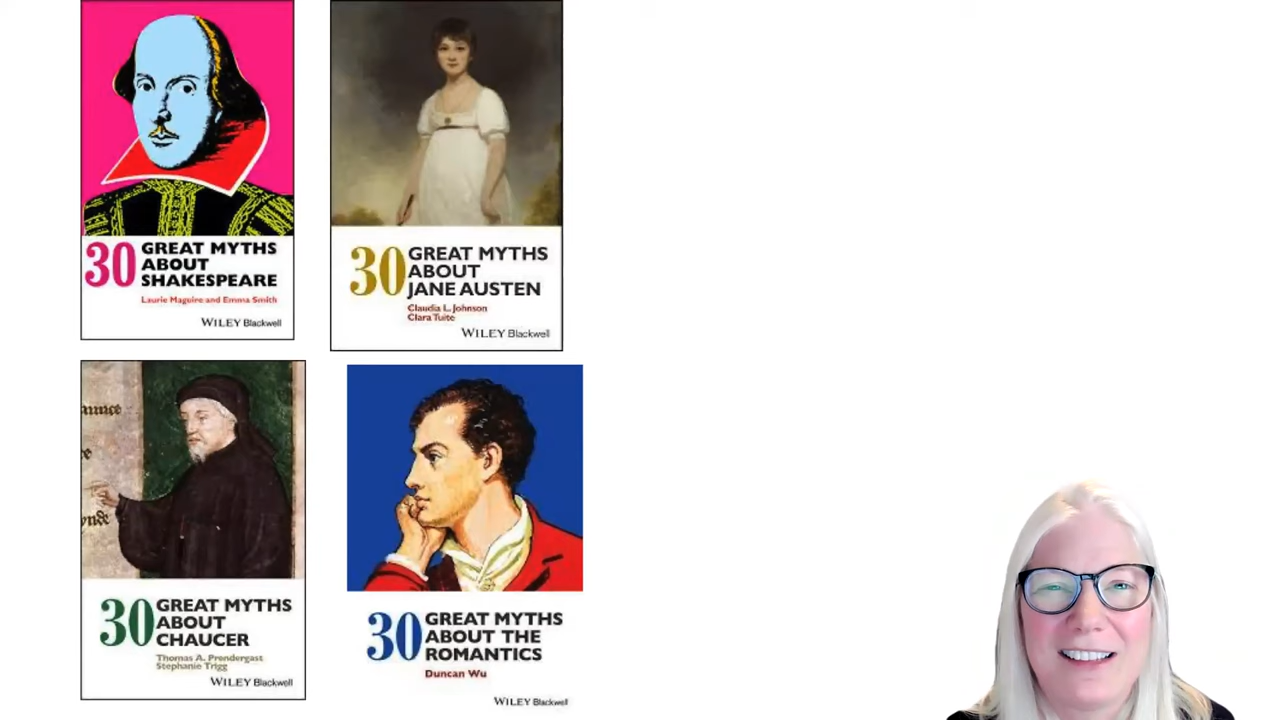 30 GREAT MYTHS
ABOUT
SHAKESPEARE
Laurie Maguire and Emma Smith
WILEY Blackwell
30 GREAT MYTHS
ABOUT
JANE AUSTEN
Claudia L. Johnson
Clara Tuite
WILEY Blackwell
30 GREAT MYTHS
ABOUT
CHAUCER
Thomas A. Prendergast
Stephanie Trigg
WILEY Blackwell
30 GREAT MYTHS
ABOUT THE
ROMANTICS
Duncan Wu
WILEY Blackwell